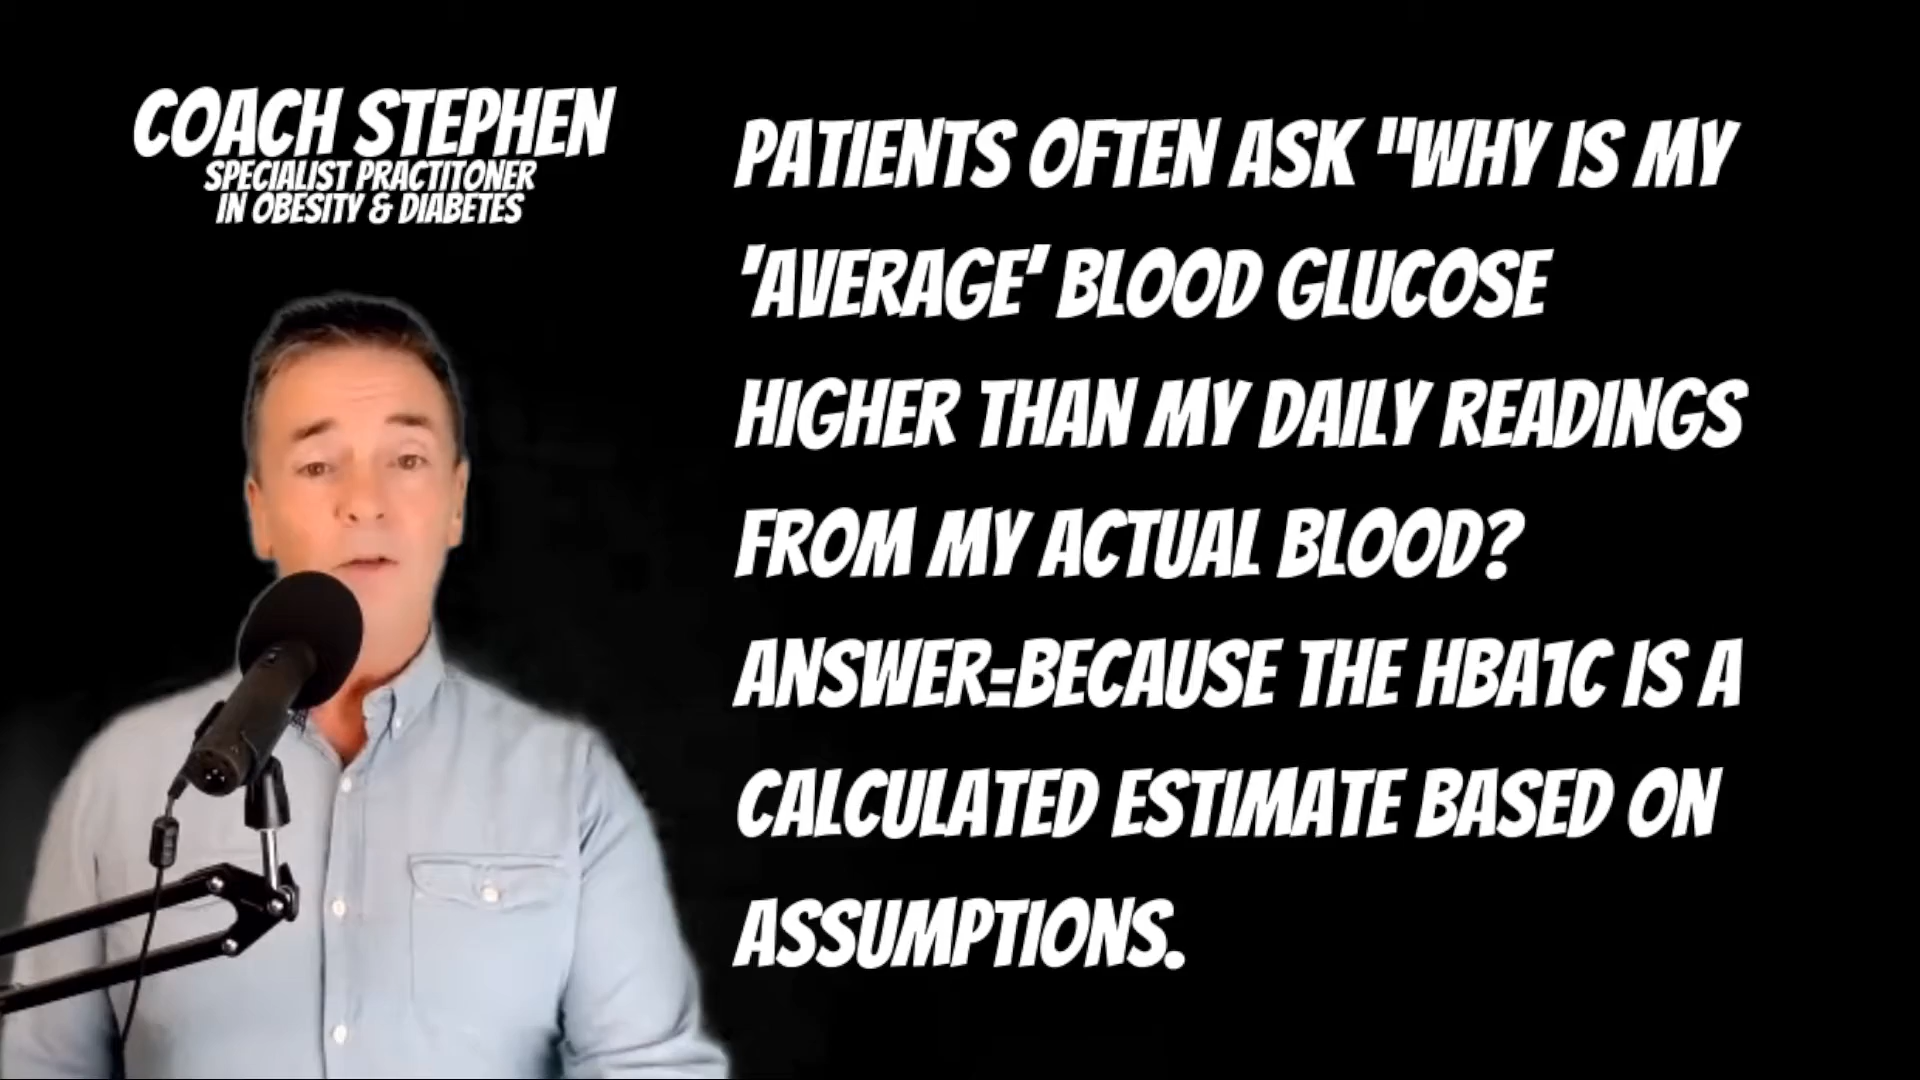 COACH STEPHEN
SPECIALIST PRACTITONER
IN OBESITY & DIABETES
PATIENTS OFTEN ASK "WHY IS MY
'AVERAGE' BLOOD GLUCOSE
HIGHER THAN MY DAILY READINGS
FROM MY ACTUAL BLOOD?
ANSWER=BECAUSE THE HBA1C IS A
CALCULATED ESTIMATE BASED ON
ASSUMPTIONS.